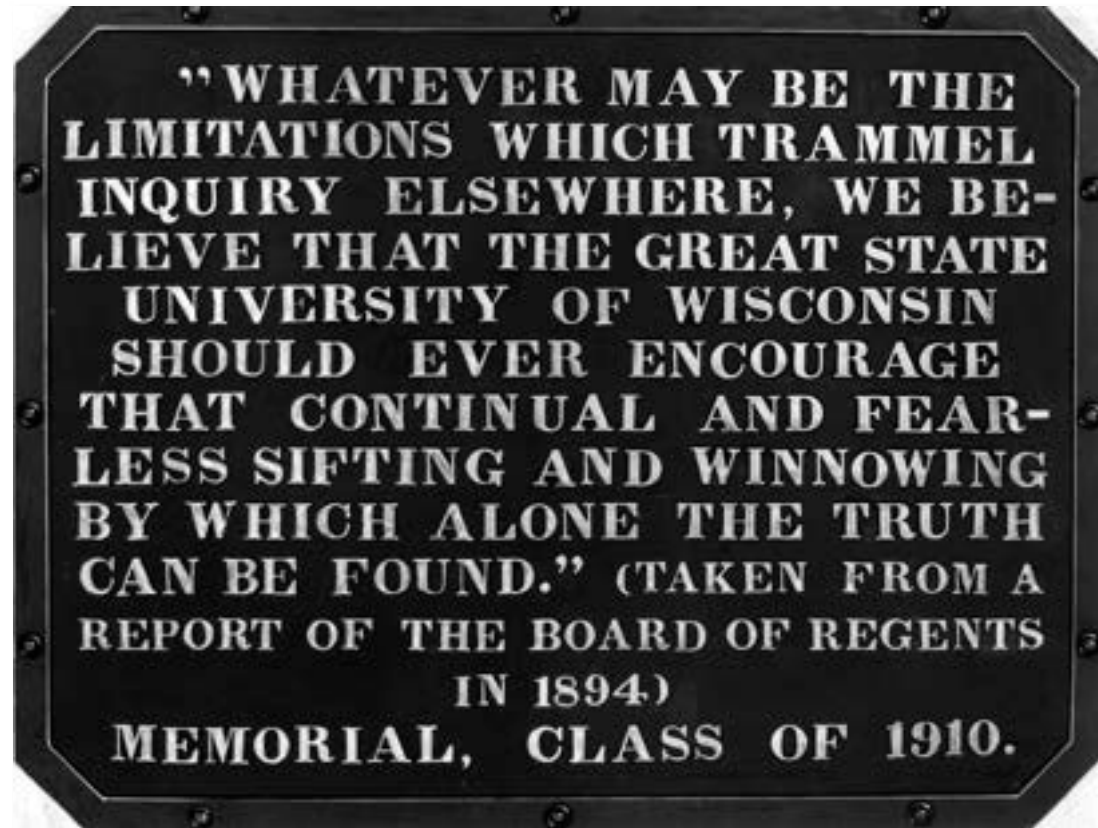 "WHATEVER MAY BE THE
LIMITATIONS WHICH TRAMMEL
INQUIRY ELSEWHERE, WE BE-
LIEVE THAT THE GREAT STATE
UNIVERSITY OF WISCONSIN
SHOULD EVER ENCOURAGE
THAT CONTINUAL AND FEAR-
LESS SIFTING AND WINNOWING
BY WHICH ALONE THE TRUTH
CAN BE FOUND." (TAKEN FROM A
REPORT OF THE BOARD OF REGENTS
IN 1894)
MEMORIAL, CLASS OF 1910.